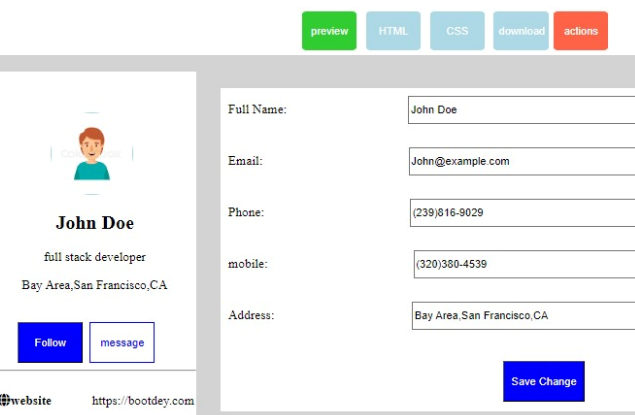 preview HTML CSS download actions
Full Name: John Doe
Email: John@example.com
John Doe
Phone: (239)816-9029
full stack developer
mobile: (320)380-4539
Bay Area,San Francisco,CA
Address: Bay Area,San Francisco,CA
Follow message
Save Change
website https://bootdey.com